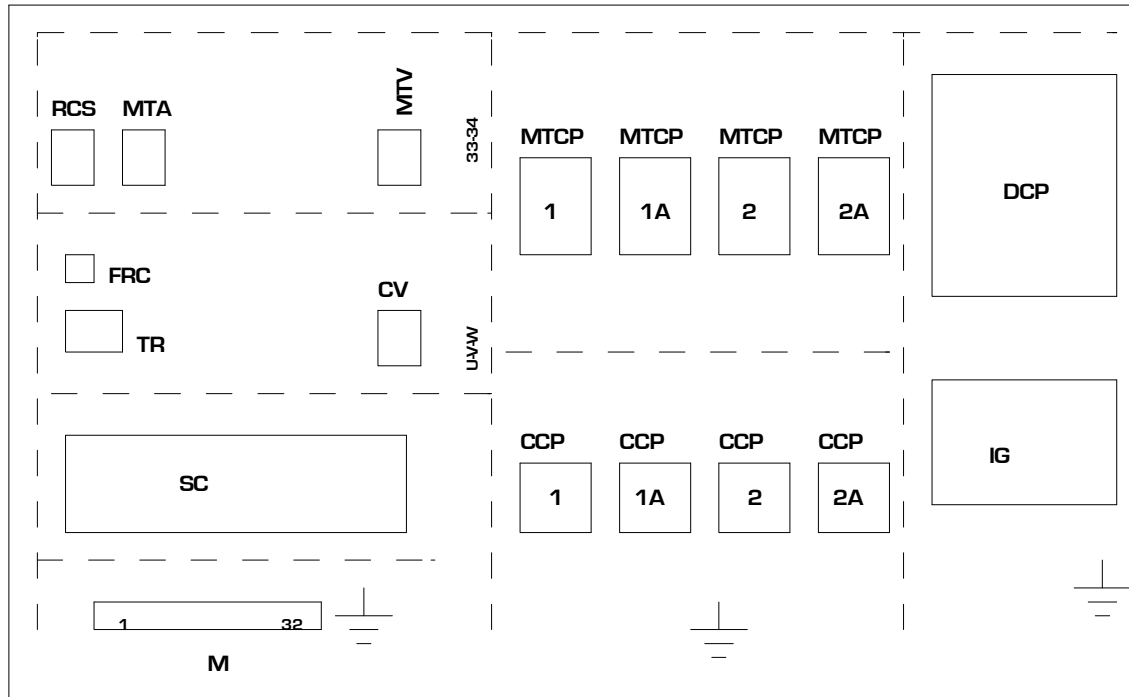 RCS MTA MTV
33-34
MTCP MTCP MTCP MTCP
1 1A 2 2A
DCP
FRC
TR
CV
U-V-W
SC
CCP CCP CCP CCP
1 1A 2 2A
IG
1 32
M